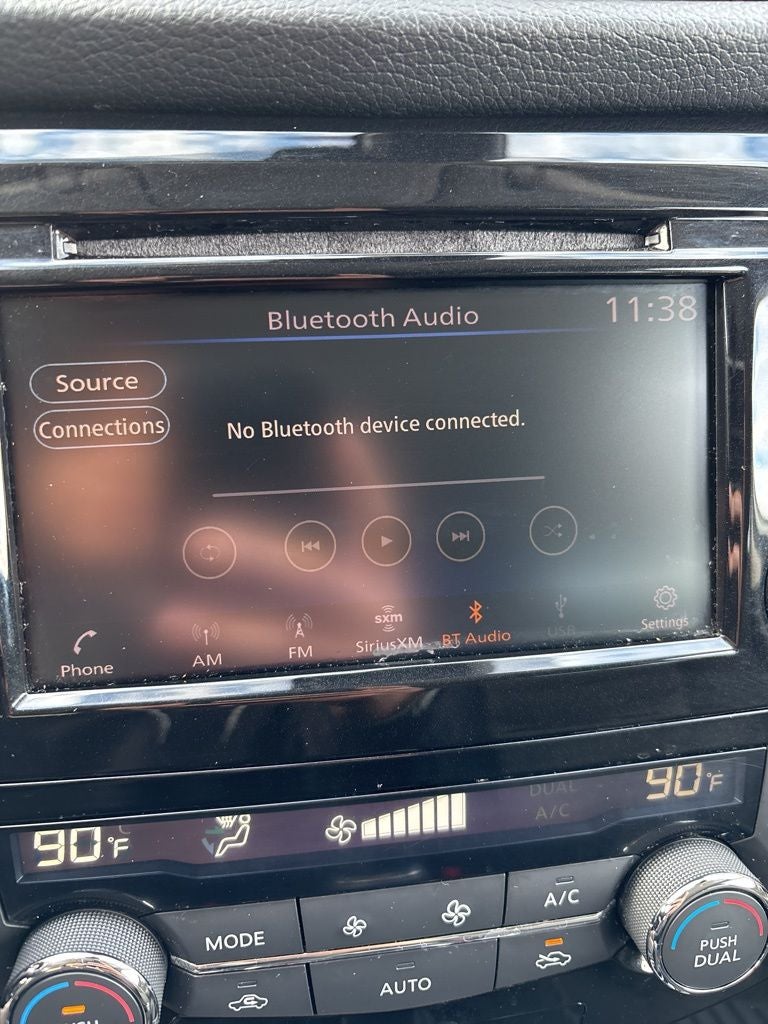 Bluetooth Audio
11:38
Source
Connections
No Bluetooth device connected.
Phone
AM
FM
sxm
SiriusXM
BT Audio
USB
Settings
90°F
DUAL
A/C
90°F
MODE
A/C
AUTO
PUSH
DUAL